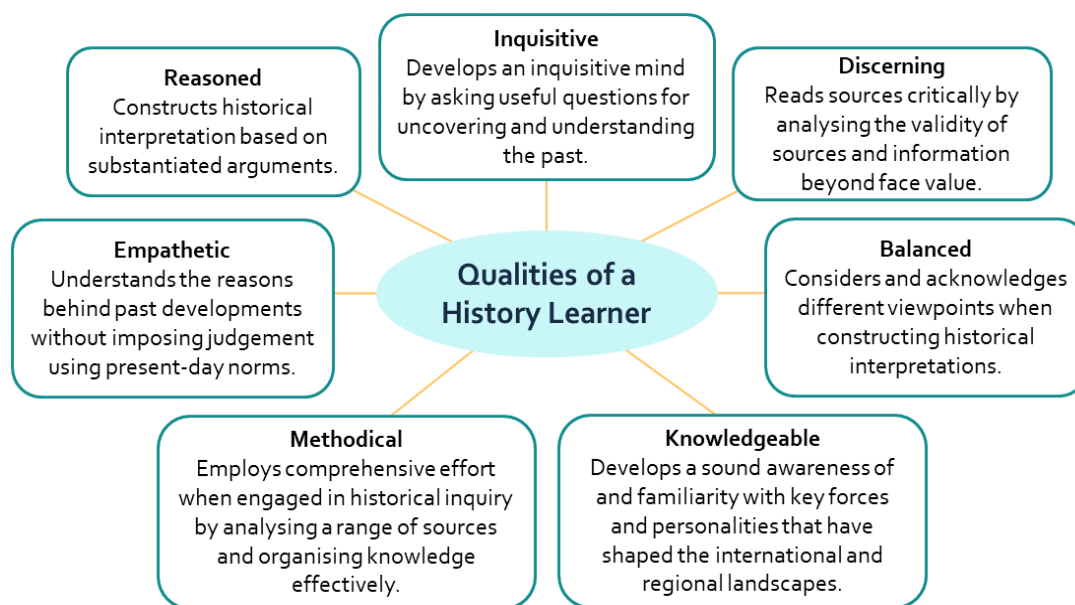 Inquisitive
Develops an inquisitive mind
by asking useful questions for
uncovering and understanding
the past.
Reasoned
Constructs historical
interpretation based on
substantiated arguments.
Discerning
Reads sources critically by
analysing the validity of
sources and information
beyond face value.
Empathetic
Understands the reasons
behind past developments
without imposing judgement
using present-day norms.
Qualities of a
History Learner
Balanced
Considers and acknowledges
different viewpoints when
constructing historical
interpretations.
Methodical
Employs comprehensive effort
when engaged in historical inquiry
by analysing a range of sources
and organising knowledge
effectively.
Knowledgeable
Develops a sound awareness of
and familiarity with key forces
and personalities that have
shaped the international and
regional landscapes.